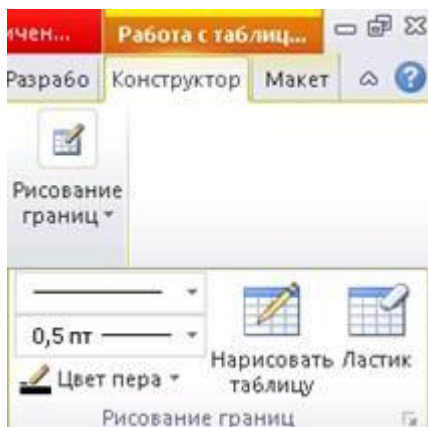 ичен... Работа с таблиц...
Разрабо Конструктор Макет
Рисование
границ
0,5 пт
Нарисовать Ластик
таблицу
Цвет пера
Рисование границ